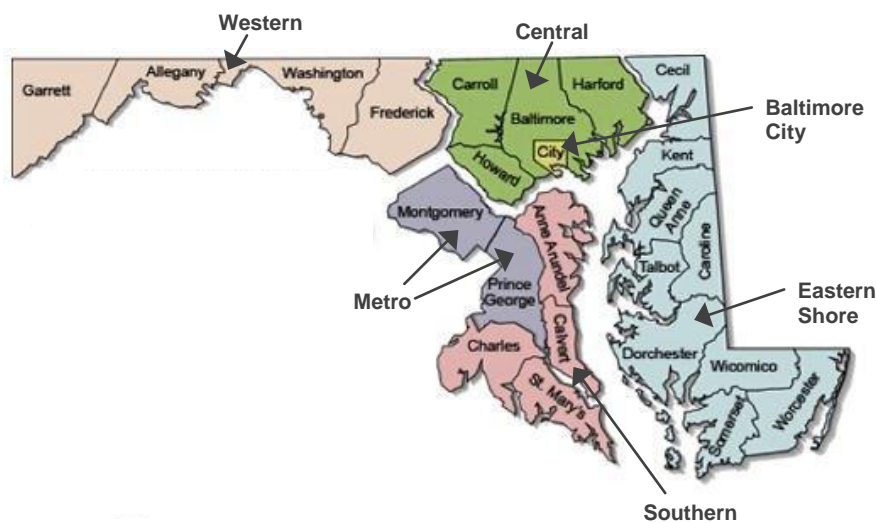 Western
Central
Baltimore
City
Garrett
Allegany
Washington
Frederick
Carroll
Baltimore
Harford
City
Howard
Cecil
Kent
Queen
Anne
Caroline
Talbot
Montgomery
Prince
George
Anne Arundel
Metro
Calvert
Charles
St. Mary's
Eastern
Shore
Dorchester
Wicomico
Somerset
Worcester
Southern